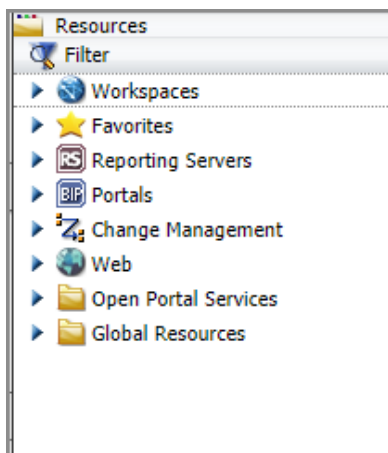 Resources
Filter
Workspaces
Favorites
RS Reporting Servers
BIP Portals
Change Management
Web
Open Portal Services
Global Resources